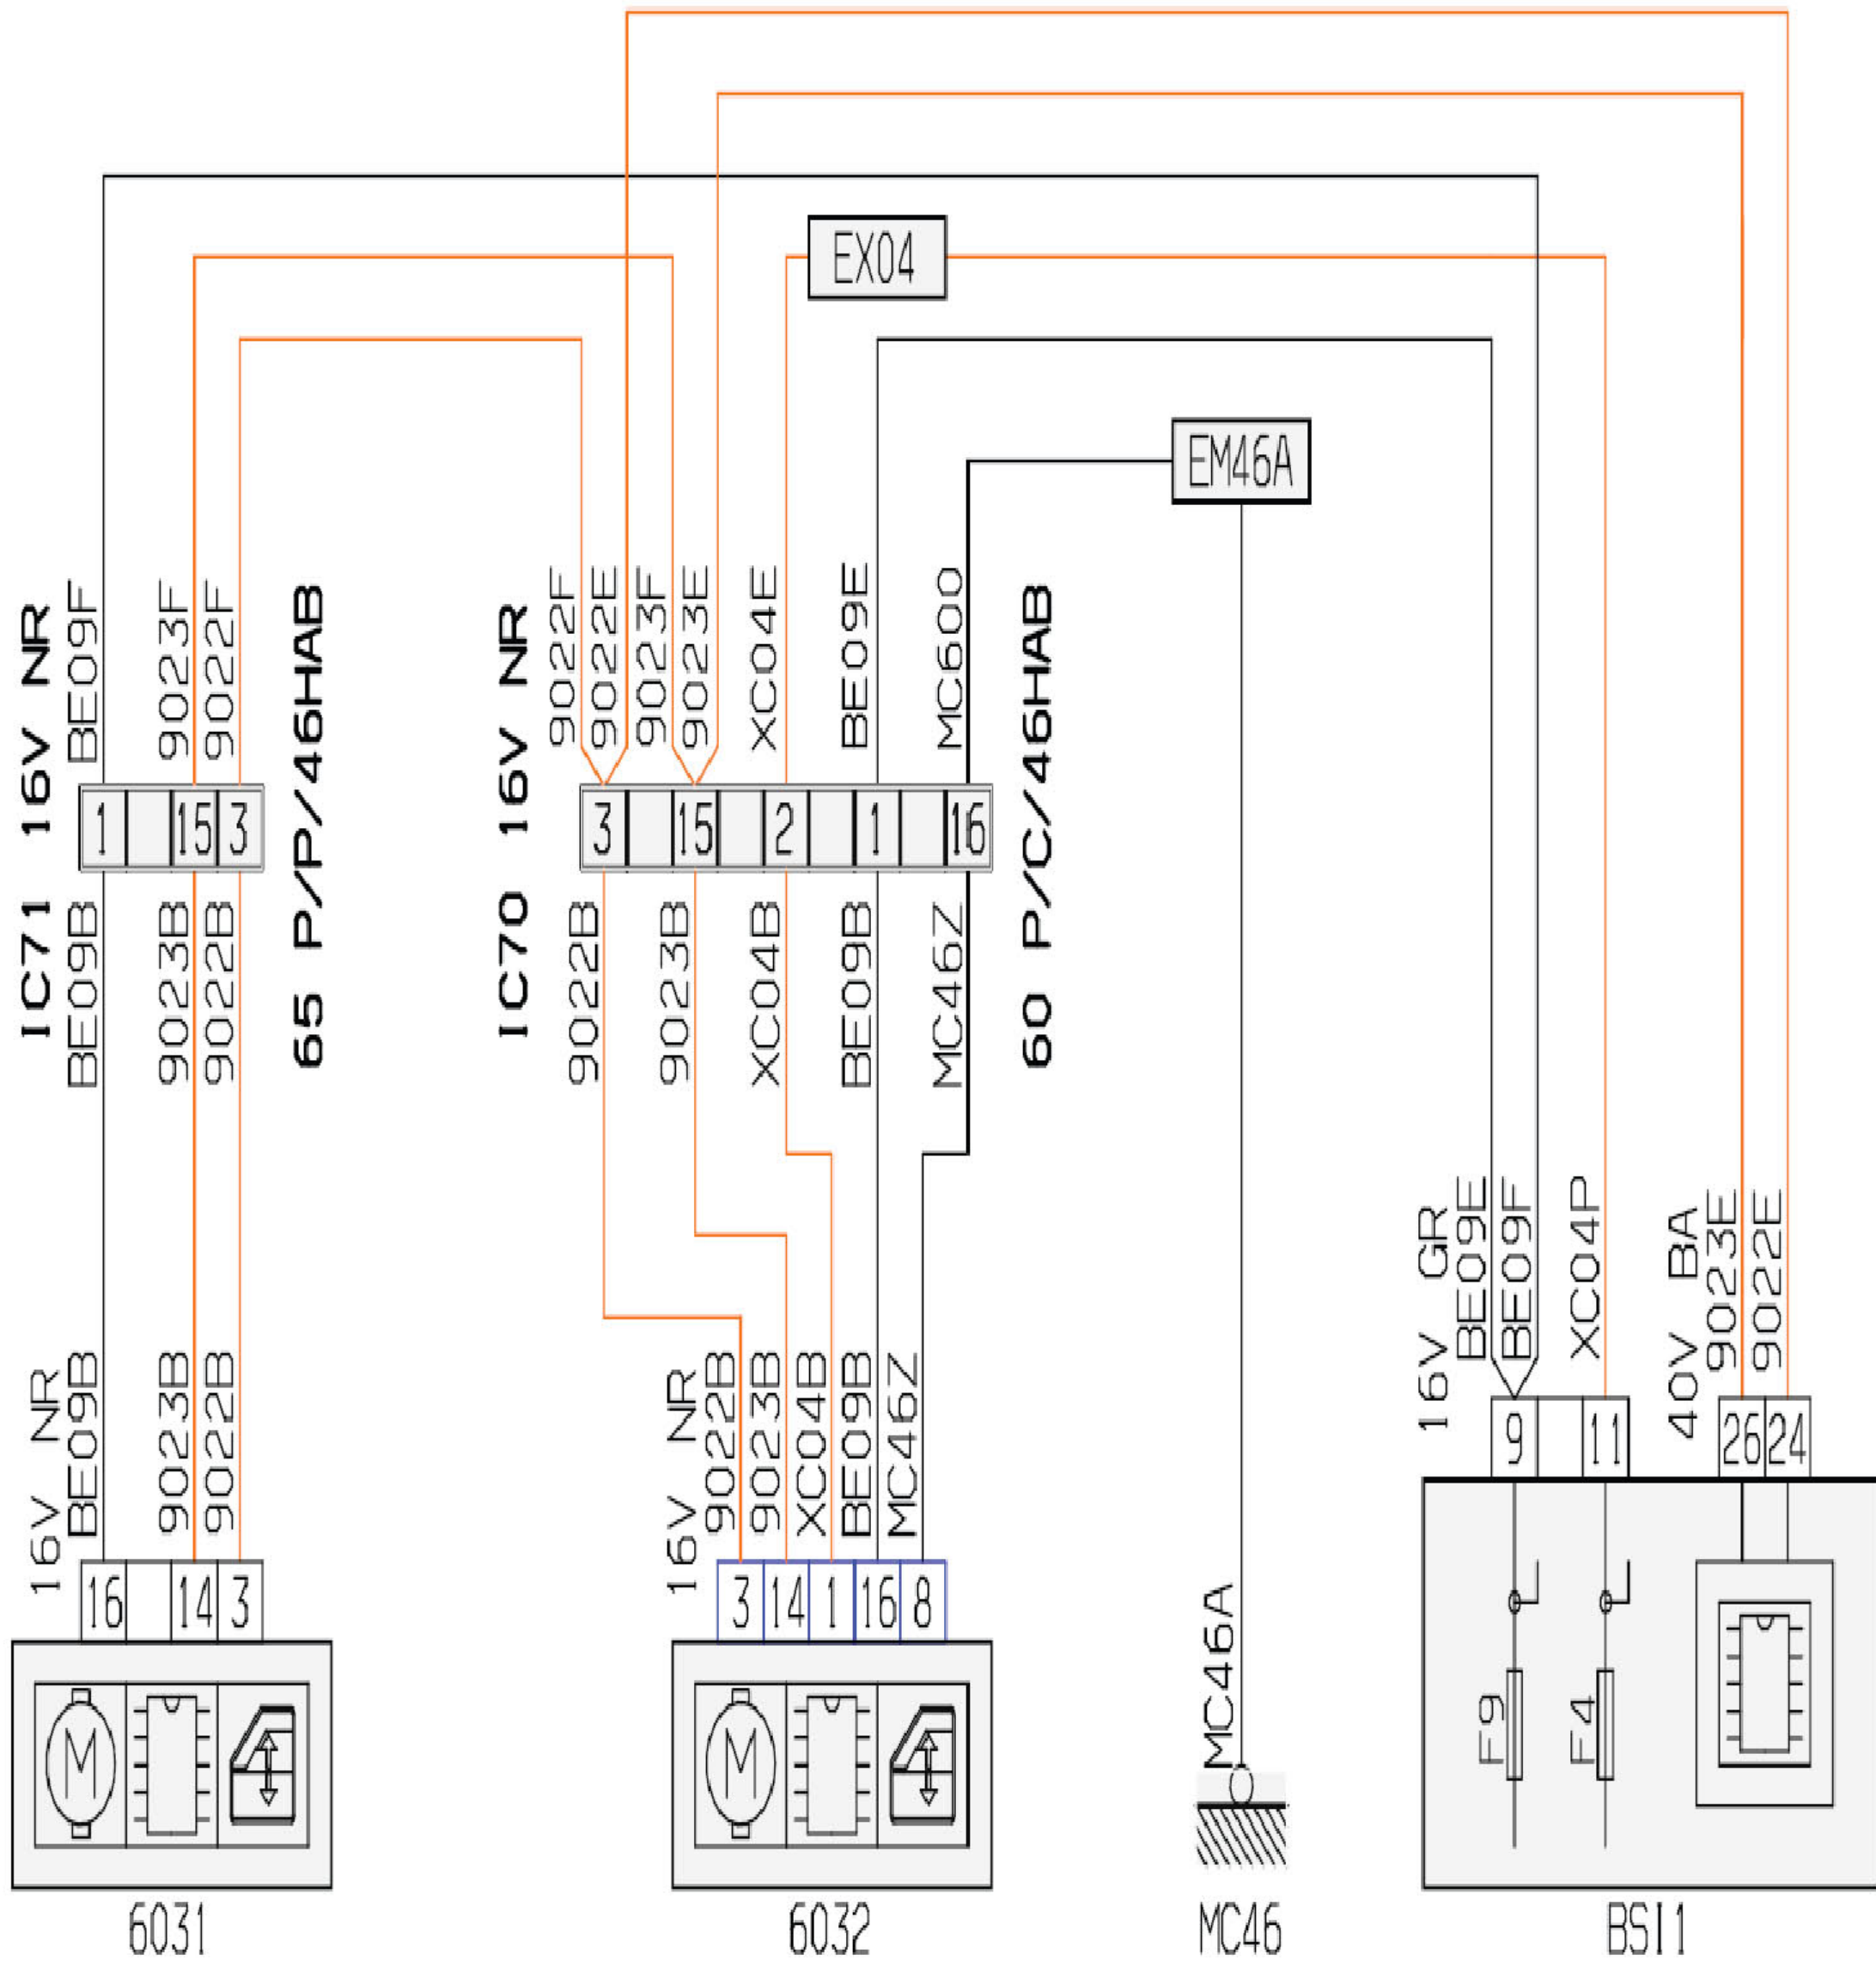 EX04
EM46A
IC71 16V NR
BE09F
9023F
9022F
1
15
3
BE09B
9023B
9022B
65 P/P/46HAB
IC70 16V NR
9022F
9022E
9023F
9023E
XC04E
BE09E
MC600
3
15
2
1
16
9022B
9023B
XC04B
BE09B
MC46Z
60 P/C/46HAB
16V NR
BE09B
9023B
9022B
16
14
3
M
6031
16V NR
9022B
9023B
XC04B
BE09B
MC46Z
3
14
1
16
8
M
6032
MC46A
MC46
16V GR
BE09E
BE09F
XC04P
40V BA
9023E
9022E
9
11
26
24
F9
F4
BSI1